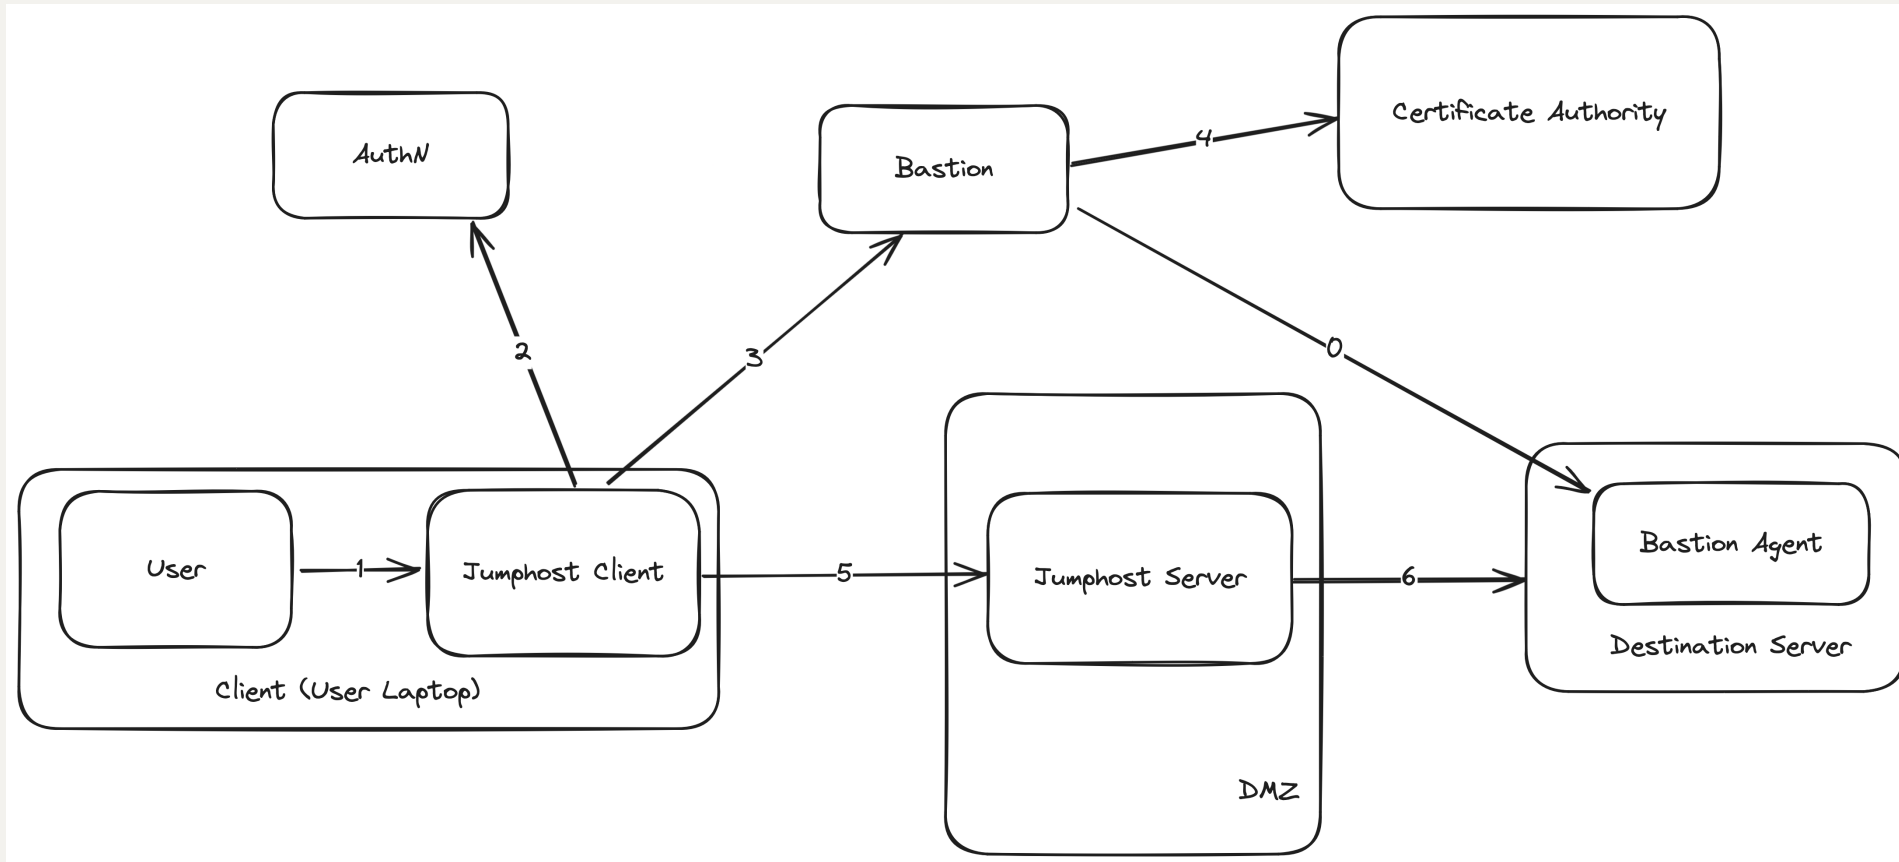 Certificate Authority
AuthN
Bastion
4
2
3
0
User
1
Jumphost Client
5
Jumphost Server
6
Bastion Agent
Destination Server
Client (User Laptop)
DMZ